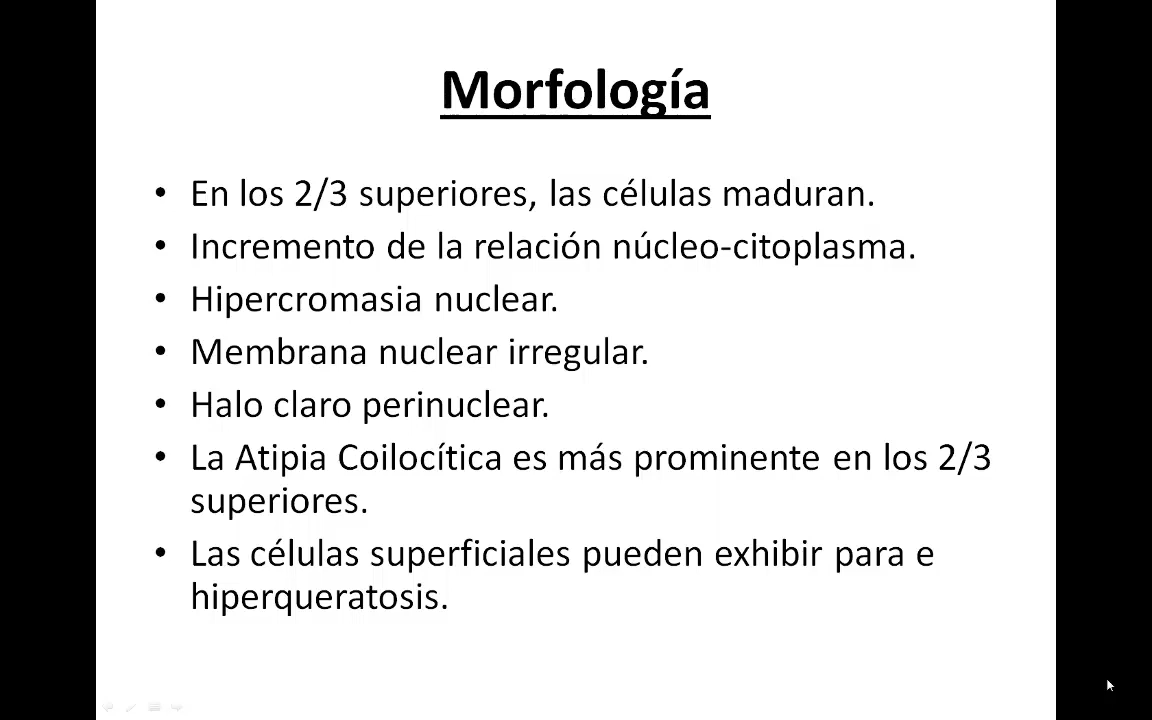 Morfología
• En los 2/3 superiores, las células maduran.
• Incremento de la relación núcleo-citoplasma.
• Hipercromasia nuclear.
• Membrana nuclear irregular.
• Halo claro perinuclear.
• La Atipia Coilocítica es más prominente en los 2/3
superiores.
• Las células superficiales pueden exhibir para e
hiperqueratosis.